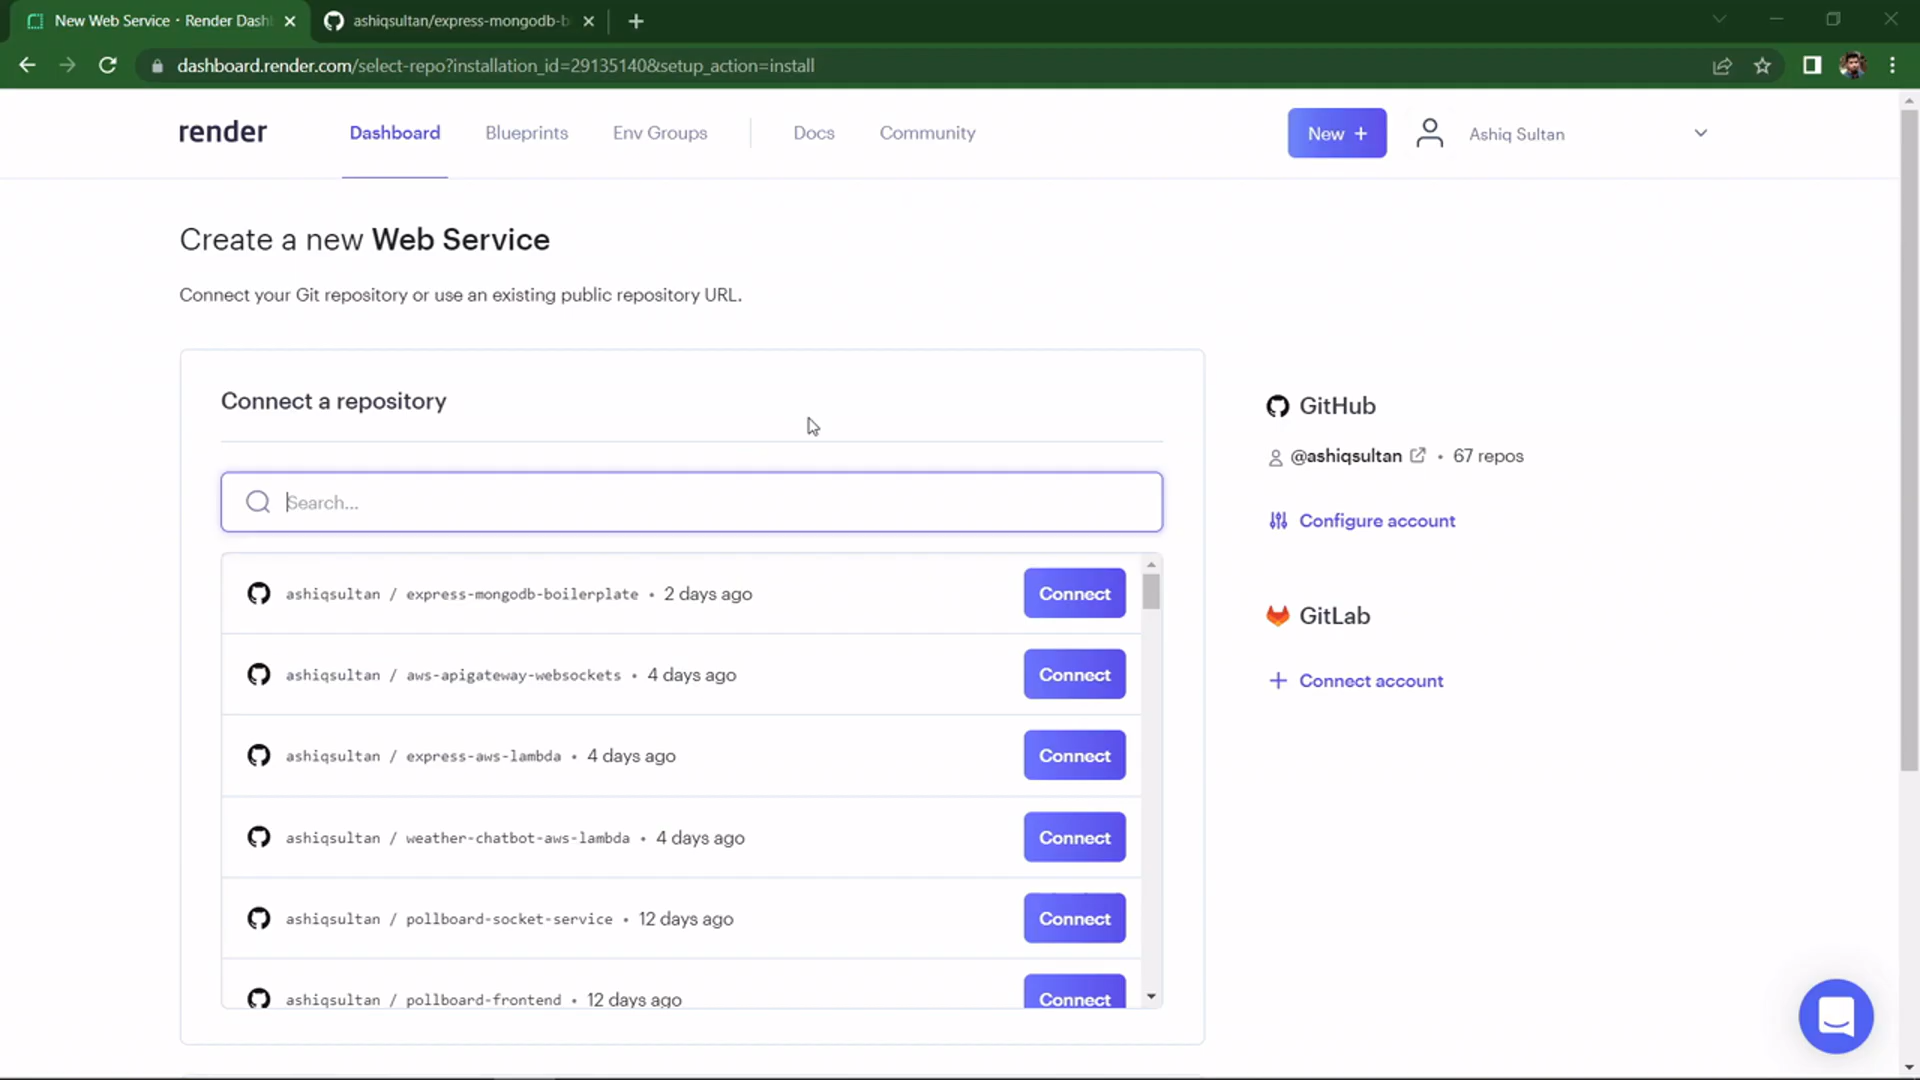 New Web Service · Render Dash
ashiqsultan/express-mongodb-b
dashboard.render.com/select-repo?installation_id=29135140&setup_action=install
render
Dashboard
Blueprints
Env Groups
Docs
Community
New +
Ashiq Sultan
Create a new Web Service
Connect your Git repository or use an existing public repository URL.
Connect a repository
Search...
ashiqsultan / express-mongodb-boilerplate • 2 days ago
Connect
ashiqsultan / aws-apigateway-websockets • 4 days ago
Connect
ashiqsultan / express-aws-lambda • 4 days ago
Connect
ashiqsultan / weather-chatbot-aws-lambda • 4 days ago
Connect
ashiqsultan / pollboard-socket-service • 12 days ago
Connect
ashiqsultan / pollboard-frontend • 12 days ago
Connect
GitHub
@ashiqsultan • 67 repos
Configure account
GitLab
+ Connect account